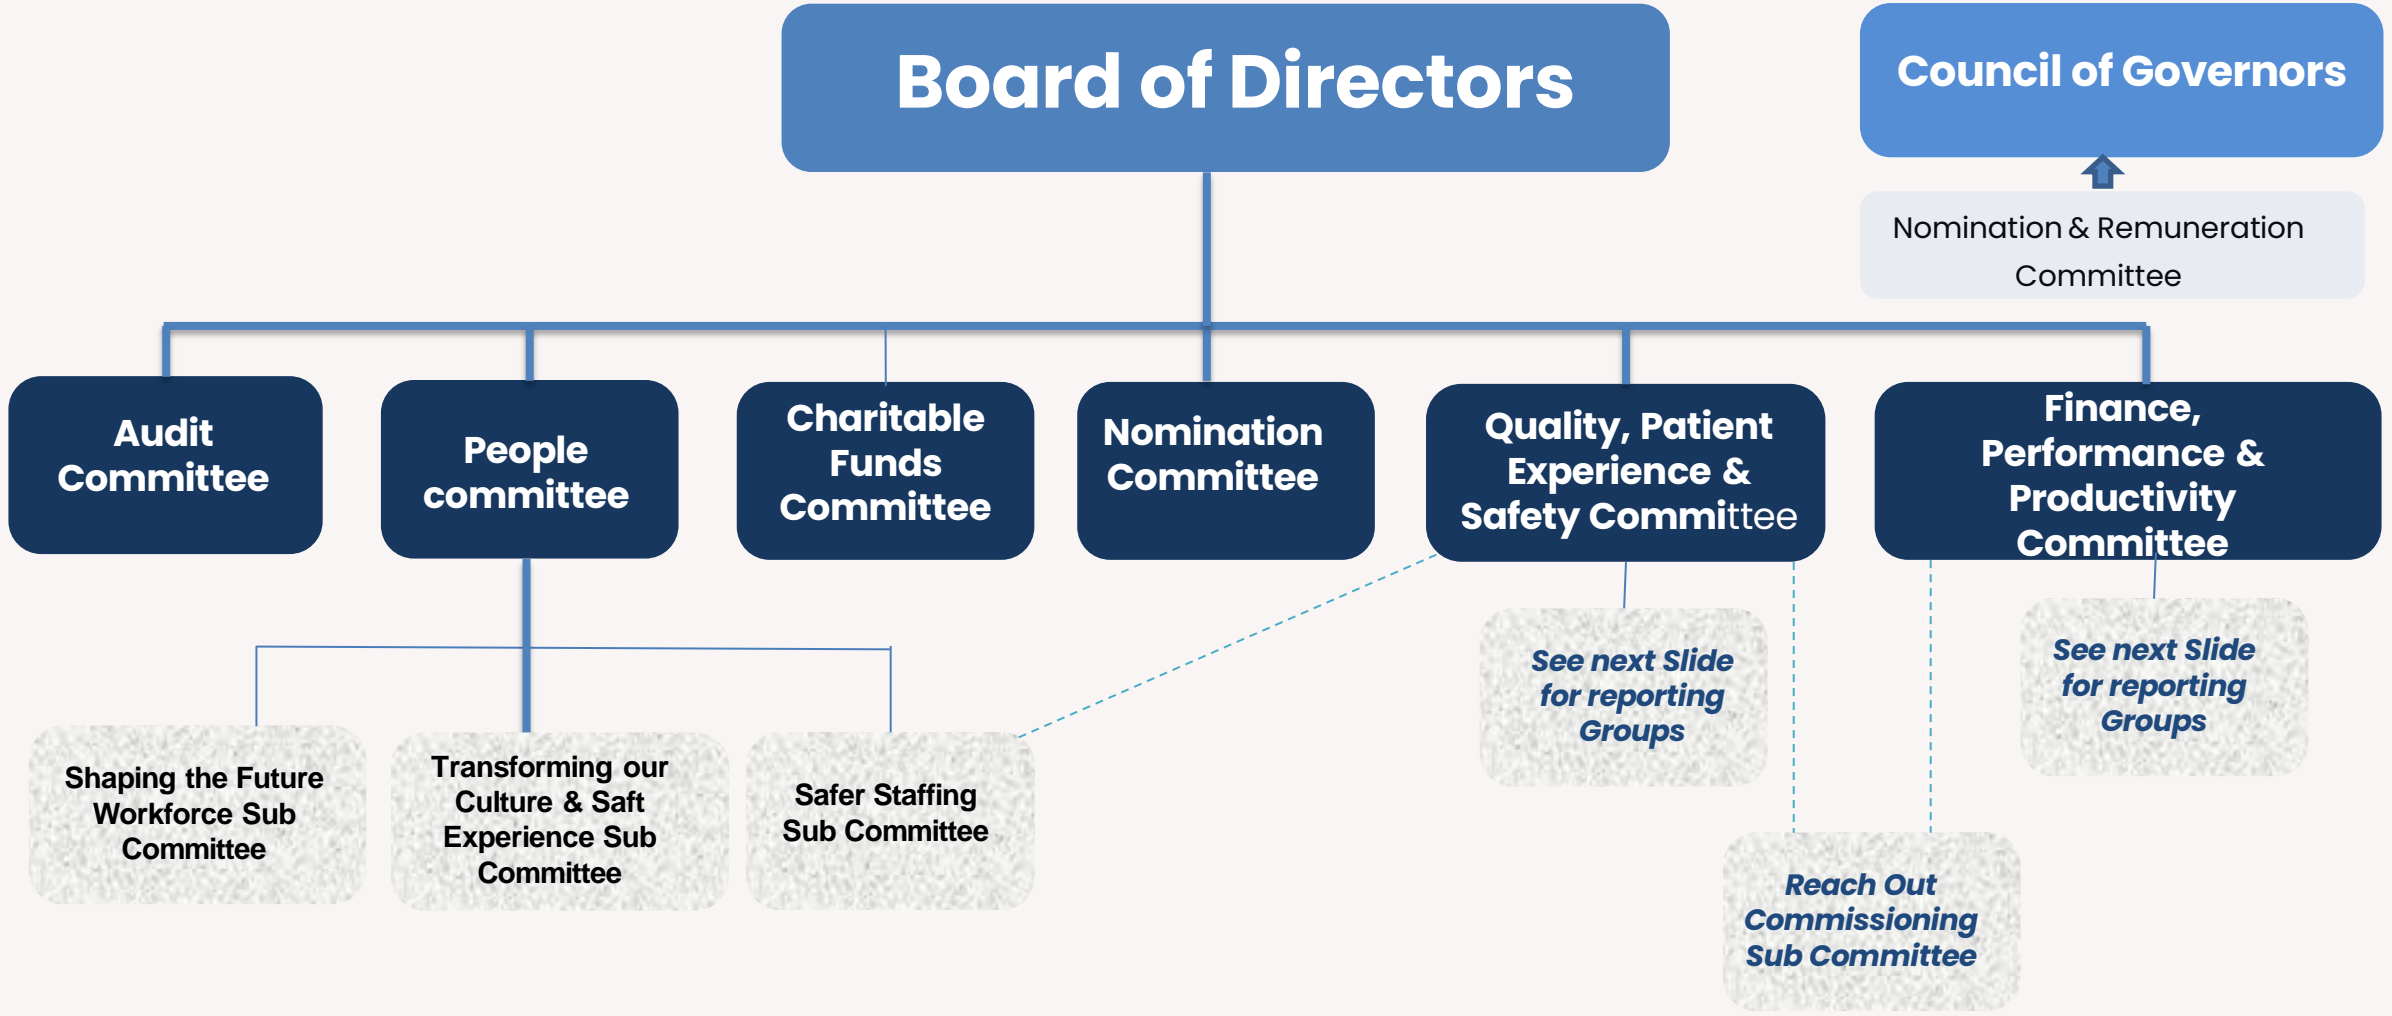 Board of Directors
Council of Governors
Nomination & Remuneration
Committee
Audit
Committee
People
committee
Charitable
Funds
Committee
Nomination
Committee
Quality, Patient
Experience &
Safety Committee
Finance,
Performance &
Productivity
Committee
See next Slide
for reporting
Groups
See next Slide
for reporting
Groups
Shaping the Future
Workforce Sub
Committee
Transforming our
Culture & Saft
Experience Sub
Committee
Safer Staffing
Sub Committee
Reach Out
Commissioning
Sub Committee